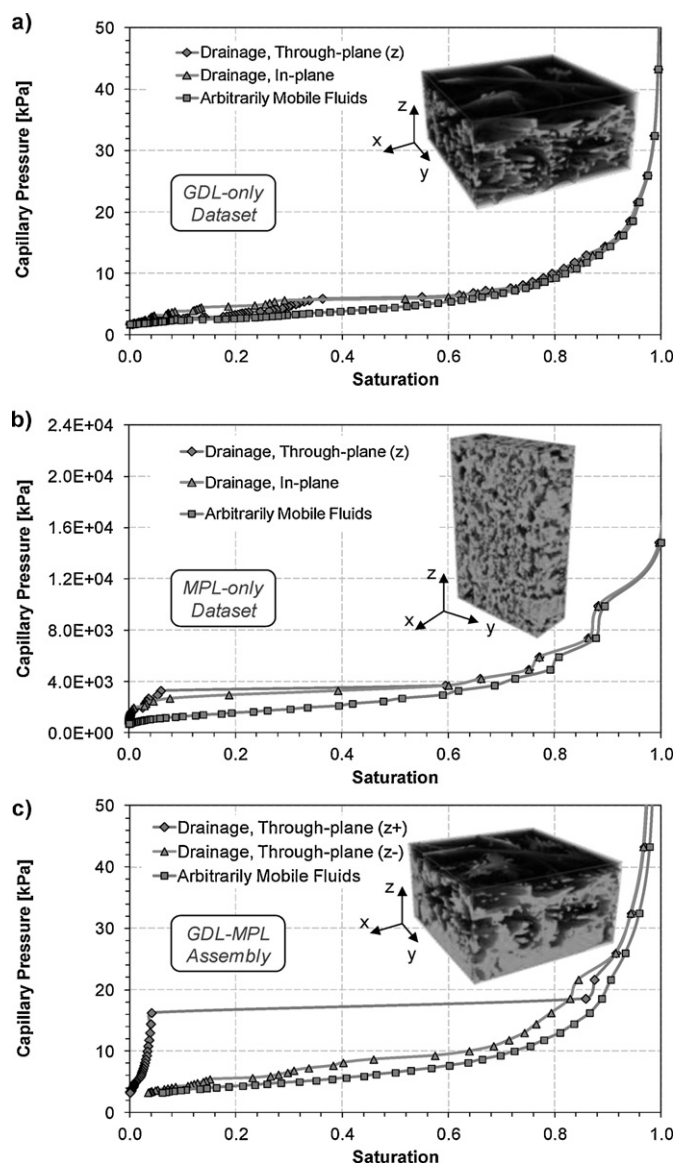 a)
50
40
30
20
10
0
Capillary Pressure [kPa]
Drainage, Through-plane (z)
Drainage, In-plane
Arbitrarily Mobile Fluids
GDL-only
Dataset
z
x
y
0.0 0.2 0.4 0.6 0.8 1.0
Saturation
b)
2.4E+04
2.0E+04
1.6E+04
1.2E+04
8.0E+03
4.0E+03
0.0E+00
Capillary Pressure [kPa]
Drainage, Through-plane (z)
Drainage, In-plane
Arbitrarily Mobile Fluids
MPL-only
Dataset
z
x
y
0.0 0.2 0.4 0.6 0.8 1.0
Saturation
c)
50
40
30
20
10
0
Capillary Pressure [kPa]
Drainage, Through-plane (z+)
Drainage, Through-plane (z-)
Arbitrarily Mobile Fluids
GDL-MPL
Assembly
z
x
y
0.0 0.2 0.4 0.6 0.8 1.0
Saturation